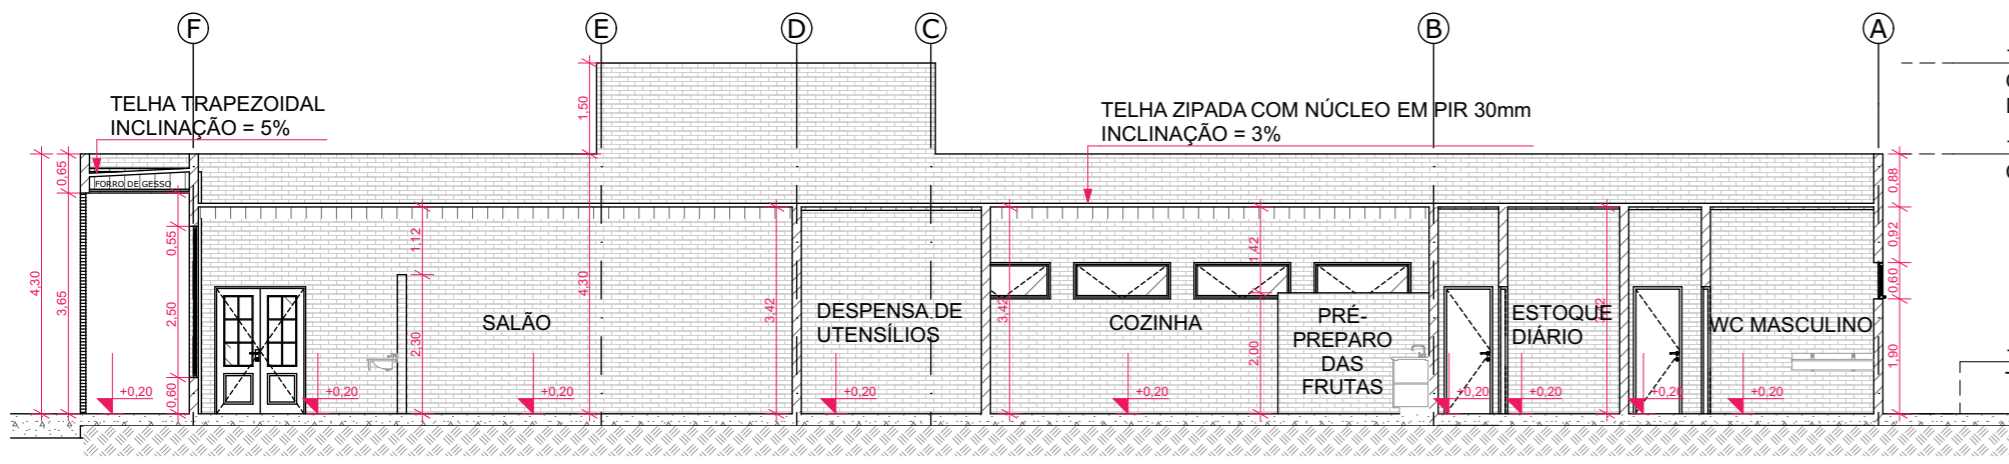 F
E
D
C
B
A
TELHA TRAPEZOIDAL
INCLINAÇÃO = 5%
1,50
TELHA ZIPADA COM NÚCLEO EM PIR 30mm
INCLINAÇÃO = 3%
0,65
FORRO DE GESSO
0,88
4,30
3,65
0,55
2,50
0,60
1,12
2,30
4,30
3,42
3,42
1,42
2,00
0,92
0,60
1,90
SALÃO
DESPENSA DE
UTENSÍLIOS
COZINHA
PRÉ-
PREPARO
DAS
FRUTAS
ESTOQUE
DIÁRIO
WC MASCULINO
+0,20
+0,20
+0,20
+0,20
+0,20
+0,20
+0,20
+0,20
+0,20